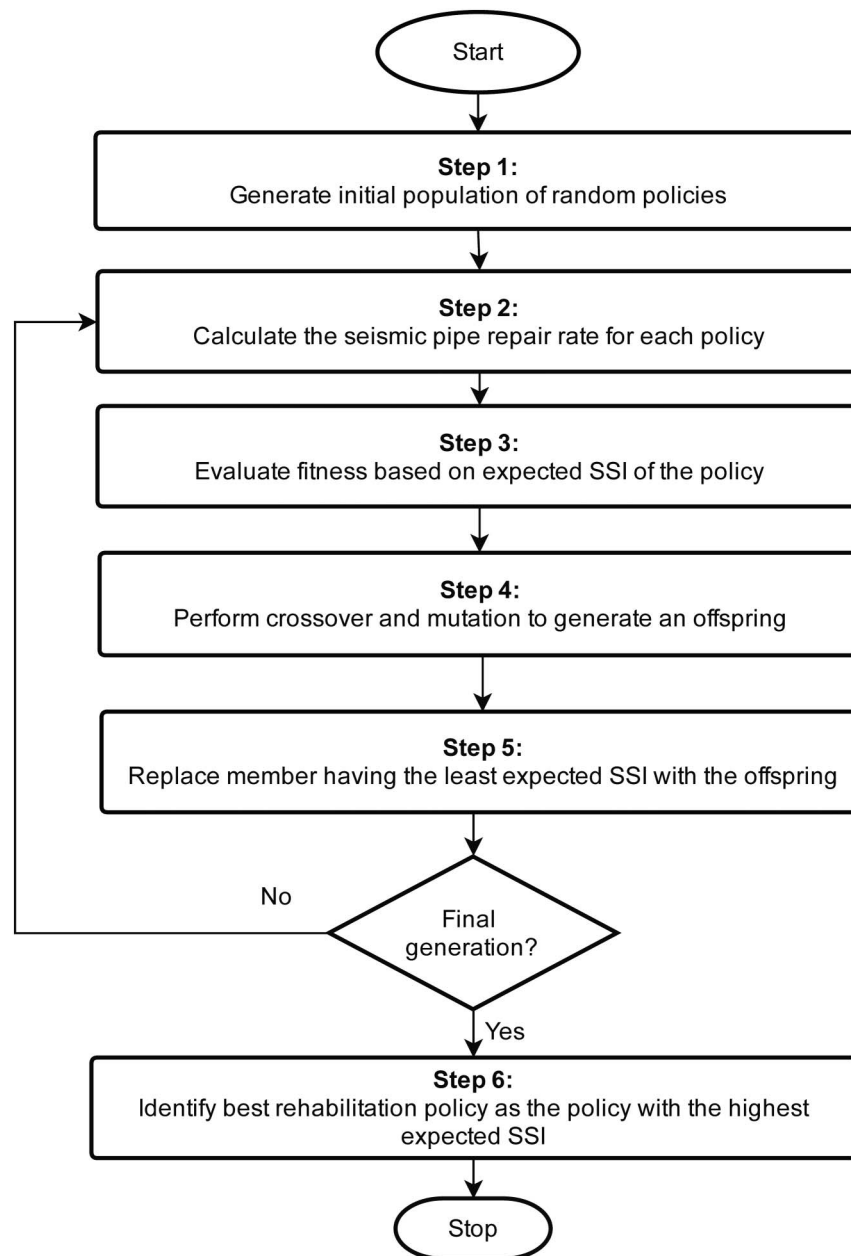 Start
Step 1:
Generate initial population of random policies
Step 2:
Calculate the seismic pipe repair rate for each policy
Step 3:
Evaluate fitness based on expected SSI of the policy
Step 4:
Perform crossover and mutation to generate an offspring
Step 5:
Replace member having the least expected SSI with the offspring
No
Final
generation?
Yes
Step 6:
Identify best rehabilitation policy as the policy with the highest
expected SSI
Stop